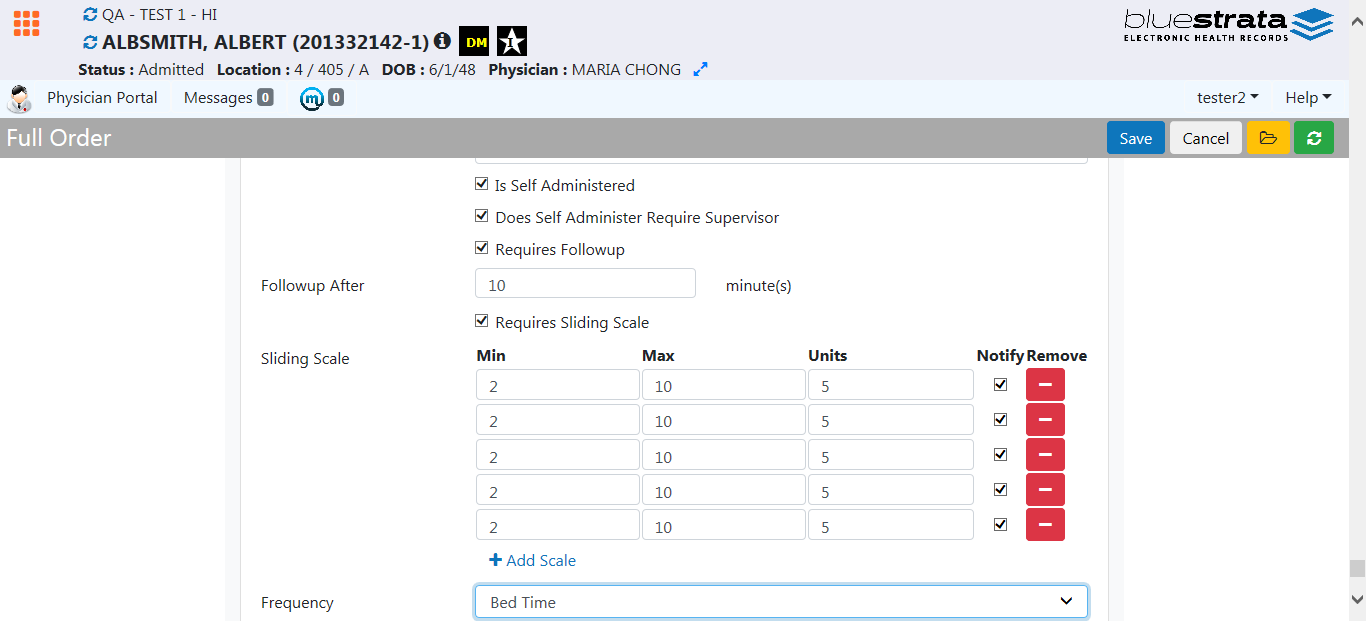 QA - TEST 1 - HI
bluestrata
ELECTRONIC HEALTH RECORDS
ALBSMITH, ALBERT (201332142-1) DM 1
Status : Admitted Location : 4 / 405 / A DOB : 6/1/48 Physician : MARIA CHONG
Physician Portal Messages 0 m 0 tester2 Help
Full Order Save Cancel
Is Self Administered
Does Self Administer Require Supervisor
Requires Followup
Followup After 10 minute(s)
Requires Sliding Scale
Sliding Scale Min Max Units Notify Remove
2 10 5
2 10 5
2 10 5
2 10 5
2 10 5
Add Scale
Frequency Bed Time